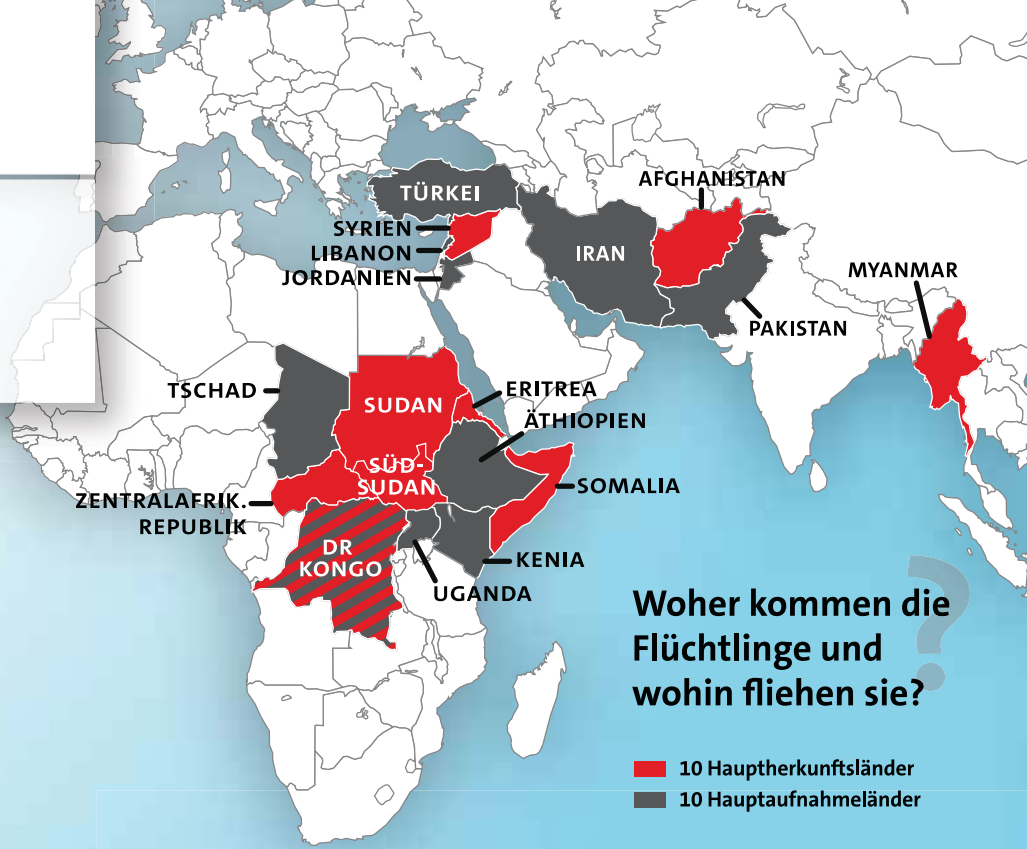 TÜRKEI
AFGHANISTAN
SYRIEN
LIBANON
JORDANIEN
IRAN
MYANMAR
PAKISTAN
TSCHAD
SUDAN
ERITREA
ÄTHIOPIEN
SÜD-
SUDAN
SOMALIA
ZENTRALAFRIK.
REPUBLIK
DR
KONGO
KENIA
UGANDA
Woher kommen die
Flüchtlinge und
wohin fliehen sie?
10 Hauptherkunftsländer
10 Hauptaufnahmeländer